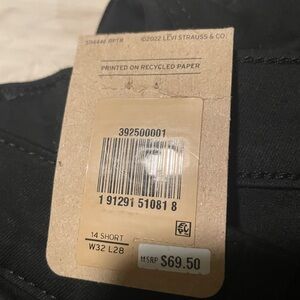 ©2022 LEVI STRAUSS & CO.
PRINTED ON RECYCLED PAPER
392500001
1 91291 51081 8
14 SHORT
W32 L28
MSRP $69.50